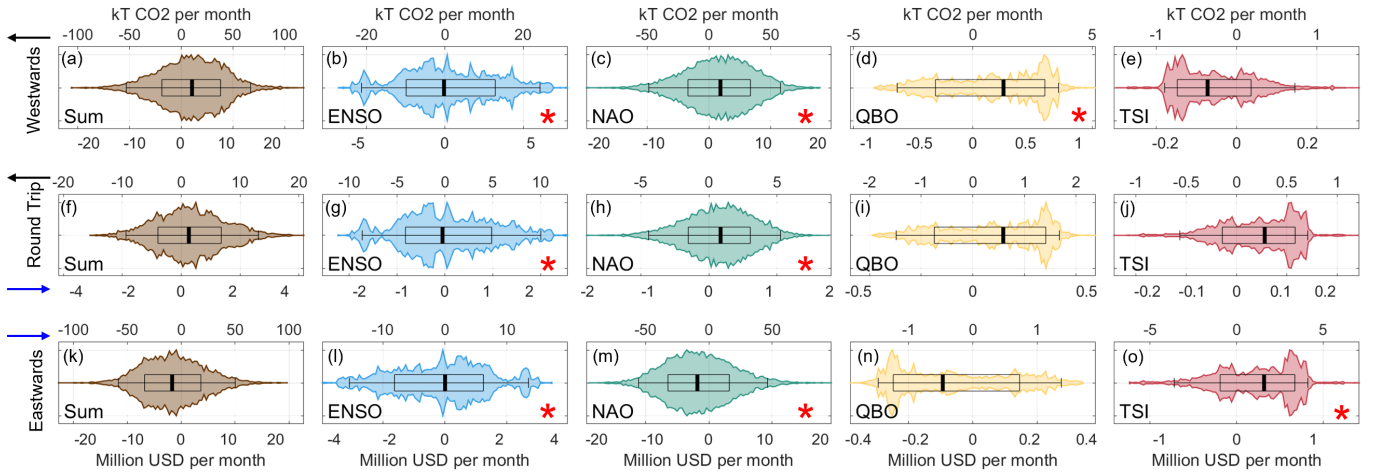 kT CO2 per month kT CO2 per month kT CO2 per month kT CO2 per month kT CO2 per month
-100 -50 0 50 100 -20 -10 0 10 20 -100 -50 0 50 -5 0 5 -1 0 1
Westwards
(a) (b) (c) (d) (e)
Sum ENSO * NAO * QBO * TSI
-20 -10 0 10 20 -5 0 5 -20 -10 0 10 20 -1 -0.5 0 0.5 1 -0.2 0 0.2
-20 -10 0 10 20 -10 -5 0 5 10 -5 0 5 -2 -1 0 1 2 -1 -0.5 0 0.5 1
Round Trip
(f) (g) (h) (i) (j)
Sum ENSO * NAO * QBO TSI
-4 -2 0 2 4 -2 -1 0 1 2 -2 -1 0 1 2 -0.5 0 0.5 -0.2 -0.1 0 0.1 0.2
-100 -50 0 50 100 -10 0 10 -50 0 50 -1 0 1 -5 0 5
Eastwards
(k) (l) (m) (n) (o)
Sum ENSO * NAO * QBO TSI *
-20 -10 0 10 20 -4 -2 0 2 4 -20 -10 0 10 20 -0.4 -0.2 0 0.2 0.4 -1 0 1
Million USD per month Million USD per month Million USD per month Million USD per month Million USD per month